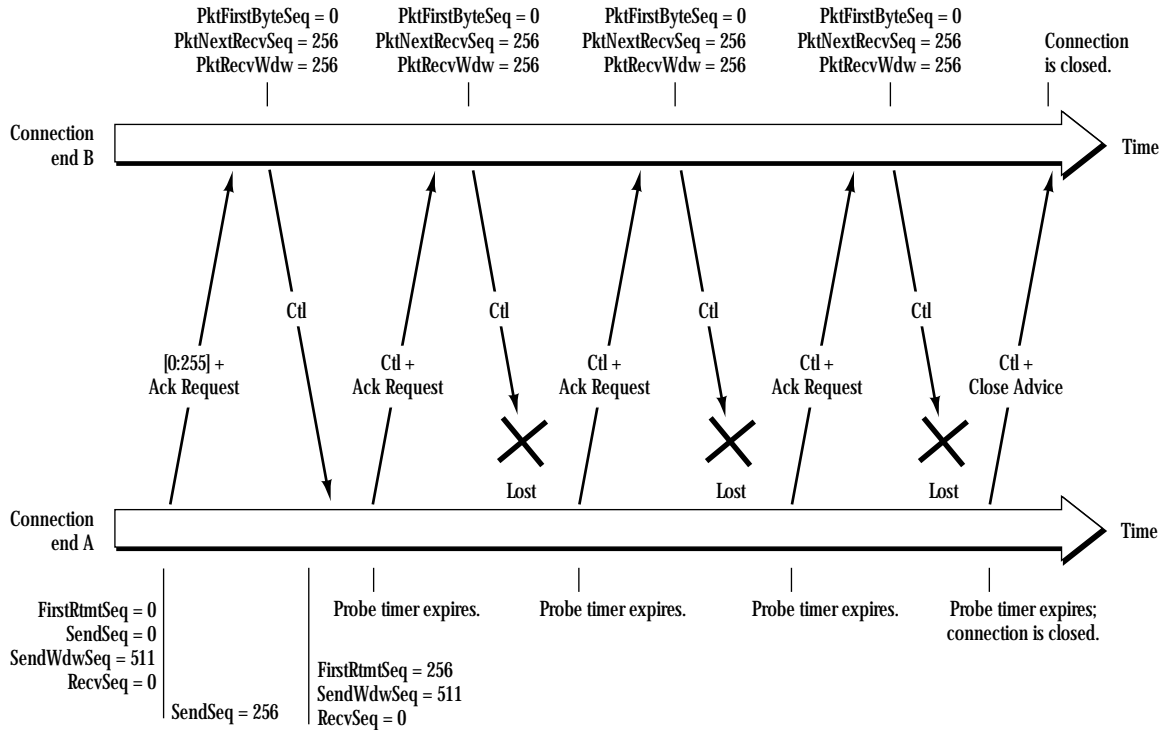 PktFirstByteSeq = 0
PktNextRecvSeq = 256
PktRecvWdw = 256
PktFirstByteSeq = 0
PktNextRecvSeq = 256
PktRecvWdw = 256
PktFirstByteSeq = 0
PktNextRecvSeq = 256
PktRecvWdw = 256
PktFirstByteSeq = 0
PktNextRecvSeq = 256
PktRecvWdw = 256
Connection
is closed.
Connection
end B
Time
Ctl
Ctl
Ctl
Ctl
[0:255] +
Ack Request
Ctl +
Ack Request
Ctl +
Ack Request
Ctl +
Ack Request
Ctl +
Close Advice
Lost
Lost
Lost
Connection
end A
Time
FirstRtmtSeq = 0
SendSeq = 0
SendWdwSeq = 511
RecvSeq = 0
SendSeq = 256
FirstRtmtSeq = 256
SendWdwSeq = 511
RecvSeq = 0
Probe timer expires.
Probe timer expires.
Probe timer expires.
Probe timer expires;
connection is closed.